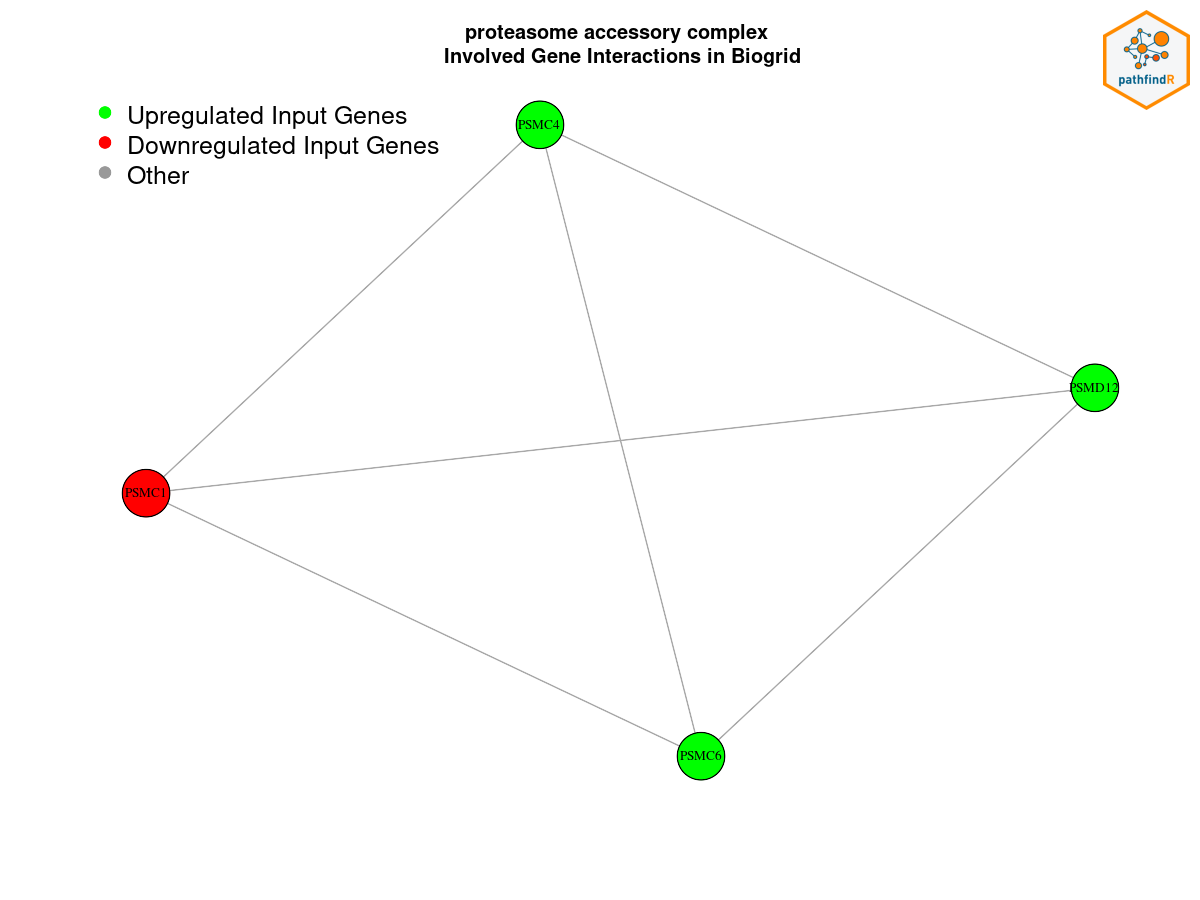 proteasome accessory complex
Involved Gene Interactions in Biogrid
pathfindR
Upregulated Input Genes
Downregulated Input Genes
Other
PSMC4
PSMD12
PSMC1
PSMC6